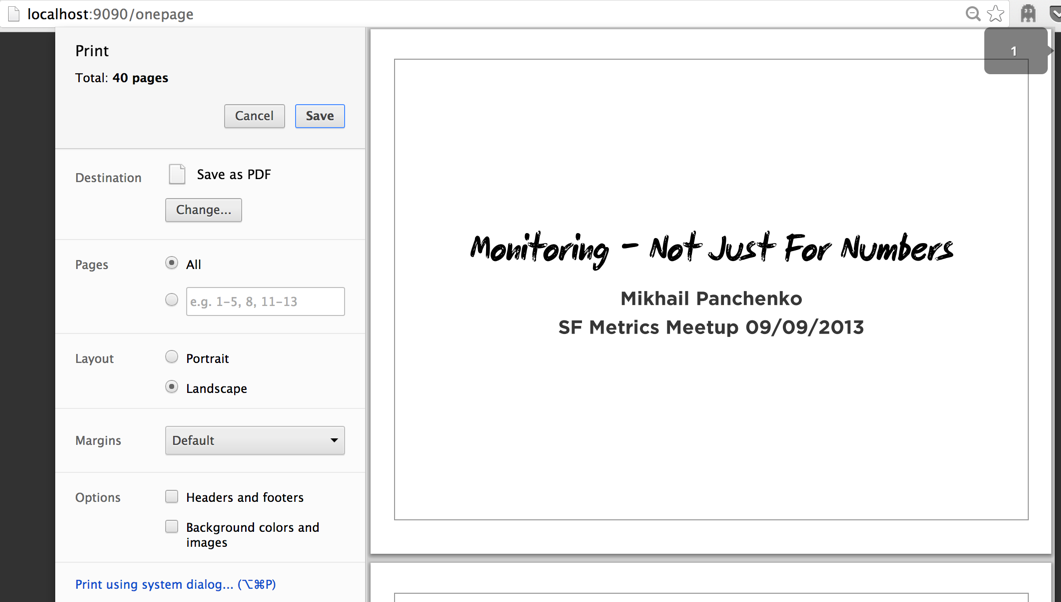 localhost:9090/onepage
Print
Total: 40 pages
Cancel
Save
Destination
Save as PDF
Change...
Pages
All
e.g. 1-5, 8, 11-13
Layout
Portrait
Landscape
Margins
Default
Options
Headers and footers
Background colors and
images
Print using system dialog... (⌥⌘P)
1
Monitoring - Not Just For Numbers
Mikhail Panchenko
SF Metrics Meetup 09/09/2013